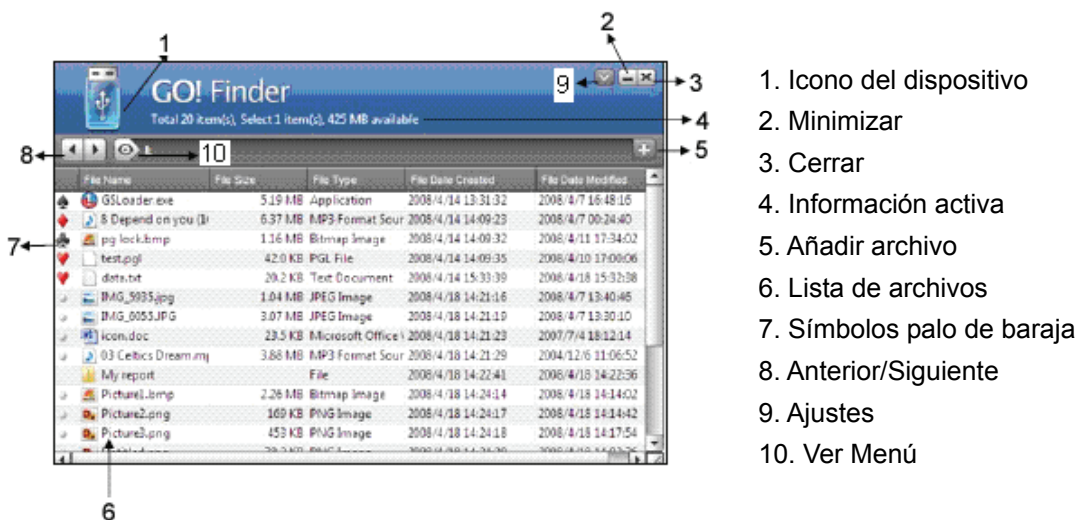 1
2
3
4
5
6
7
8
9
10
GO! Finder
Total 20 item(s), Select 1 item(s), 425 MB available
File Name File Size File Type File Date Created File Date Modified
GSLoader.exe 5.19 MB Application 2008/4/14 13:31:32 2008/4/7 16:48:16
8 Depend on you 6.37 MB MP3 Format Sour 2008/4/14 14:09:23 2008/4/7 00:24:40
pg lock.bmp 1.16 MB Bitmap Image 2008/4/14 14:09:32 2008/4/11 17:34:02
test.pgl 42.0 KB PGL File 2008/4/14 14:09:35 2008/4/10 17:00:06
data.txt 20.2 KB Text Document 2008/4/14 15:33:39 2008/4/18 15:32:38
IMG_5935.jpg 1.04 MB JPEG Image 2008/4/18 14:21:16 2008/4/7 13:40:46
IMG_0055.JPG 3.07 MB JPEG Image 2008/4/18 14:21:19 2008/4/7 13:30:10
icon.doc 23.5 KB Microsoft Office 2008/4/18 14:21:23 2007/7/4 18:12:14
03 Celtics Dream.mp 3.88 MB MP3 Format Sour 2008/4/18 14:21:29 2004/12/6 11:06:52
My report File 2008/4/18 14:22:41 2008/4/18 14:22:36
Picture1.bmp 2.26 MB Bitmap Image 2008/4/18 14:24:14 2008/4/18 14:14:02
Picture2.png 169 KB PNG Image 2008/4/18 14:24:17 2008/4/18 14:14:42
Picture3.png 453 KB PNG Image 2008/4/18 14:24:18 2008/4/18 14:17:54
1. Icono del dispositivo
2. Minimizar
3. Cerrar
4. Información activa
5. Añadir archivo
6. Lista de archivos
7. Símbolos palo de baraja
8. Anterior/Siguiente
9. Ajustes
10. Ver Menú